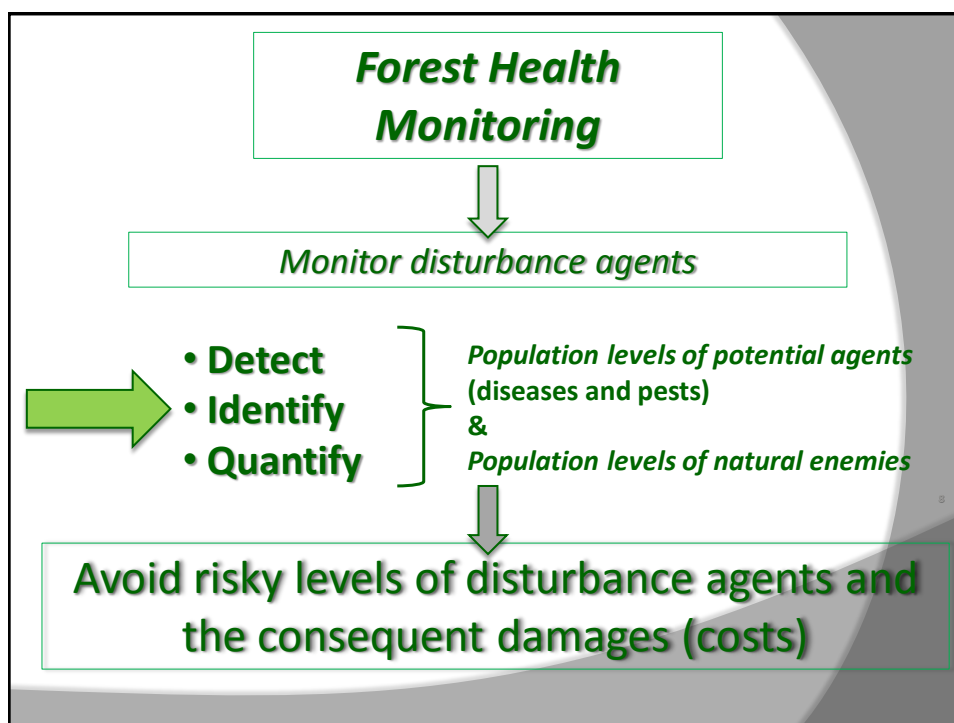 Forest Health
Monitoring
Monitor disturbance agents
• Detect
• Identify
• Quantify
Population levels of potential agents
(diseases and pests)
&
Population levels of natural enemies
8
Avoid risky levels of disturbance agents and
the consequent damages (costs)